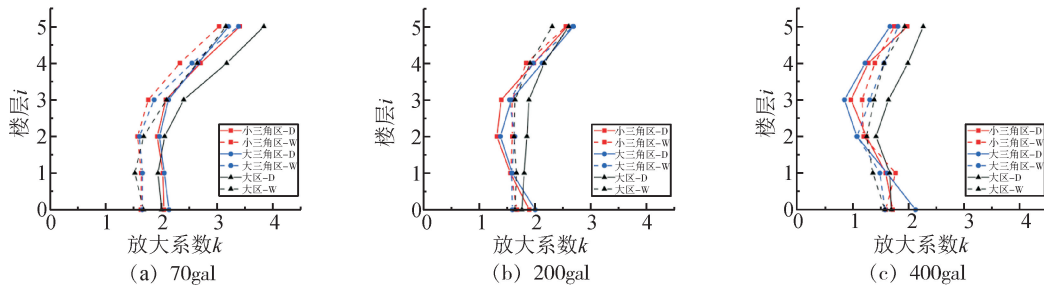 楼层i
5
4
3
2
1
0
小三角区-D
小三角区-W
大三角区-D
大三角区-W
大区-D
大区-W
0 1 2 3 4
放大系数k
(a) 70gal
楼层i
5
4
3
2
1
0
小三角区-D
小三角区-W
大三角区-D
大三角区-W
大区-D
大区-W
0 1 2 3 4
放大系数k
(b) 200gal
楼层i
5
4
3
2
1
0
小三角区-D
小三角区-W
大三角区-D
大三角区-W
大区-D
大区-W
0 1 2 3 4
放大系数k
(c) 400gal